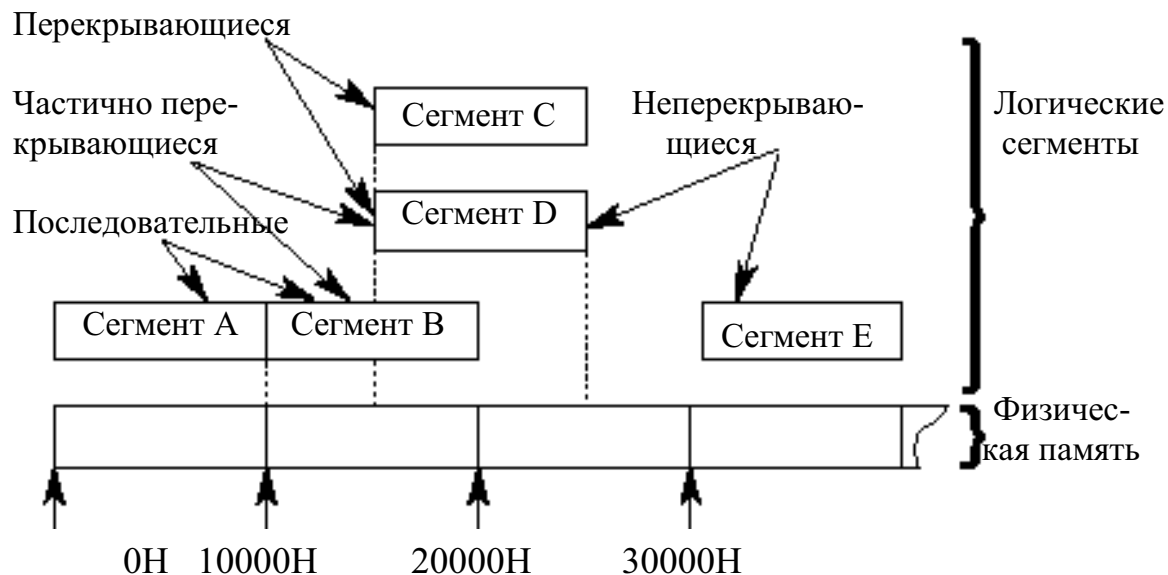 Перекрывающиеся
Частично пере-
крывающиеся
Последовательные
Сегмент C
Сегмент D
Неперекрываю-
щиеся
Логические
сегменты
Сегмент A
Сегмент B
Сегмент E
Физичес-
кая память
0H
10000H
20000H
30000H